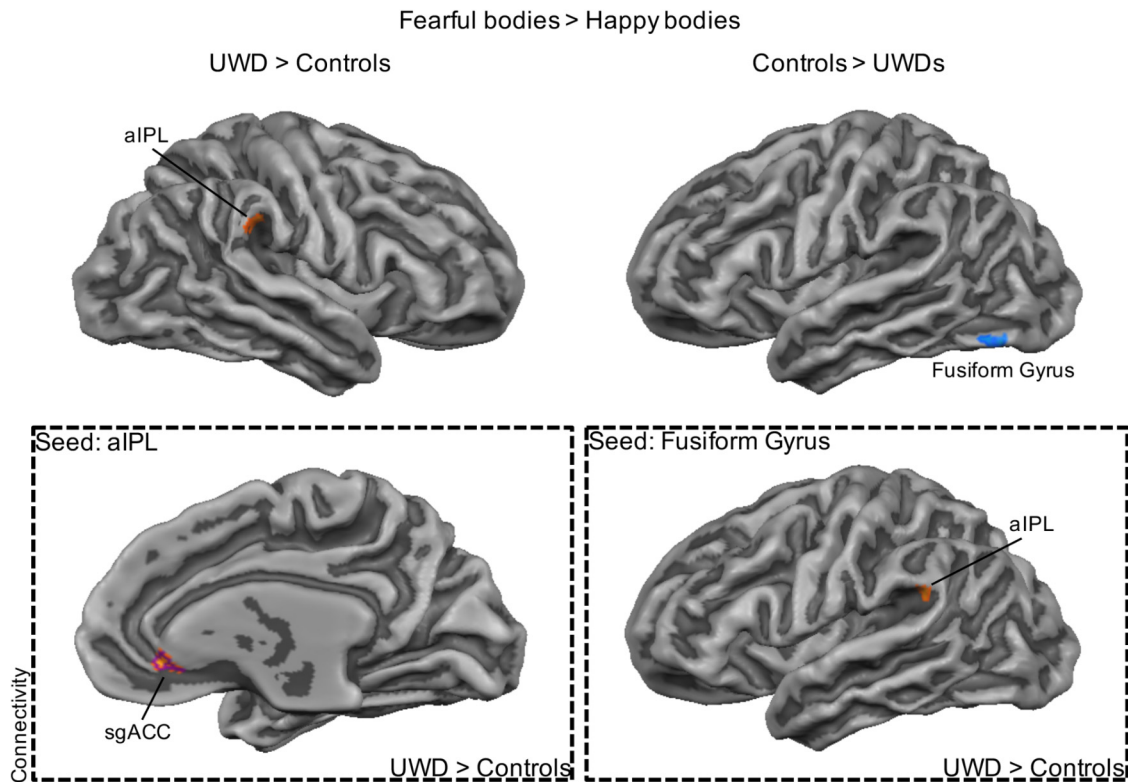 Fearful bodies > Happy bodies
UWD > Controls
Controls > UWDs
aIPL
Fusiform Gyrus
Seed: aIPL
Seed: Fusiform Gyrus
aIPL
sgACC
Connectivity
UWD > Controls
UWD > Controls